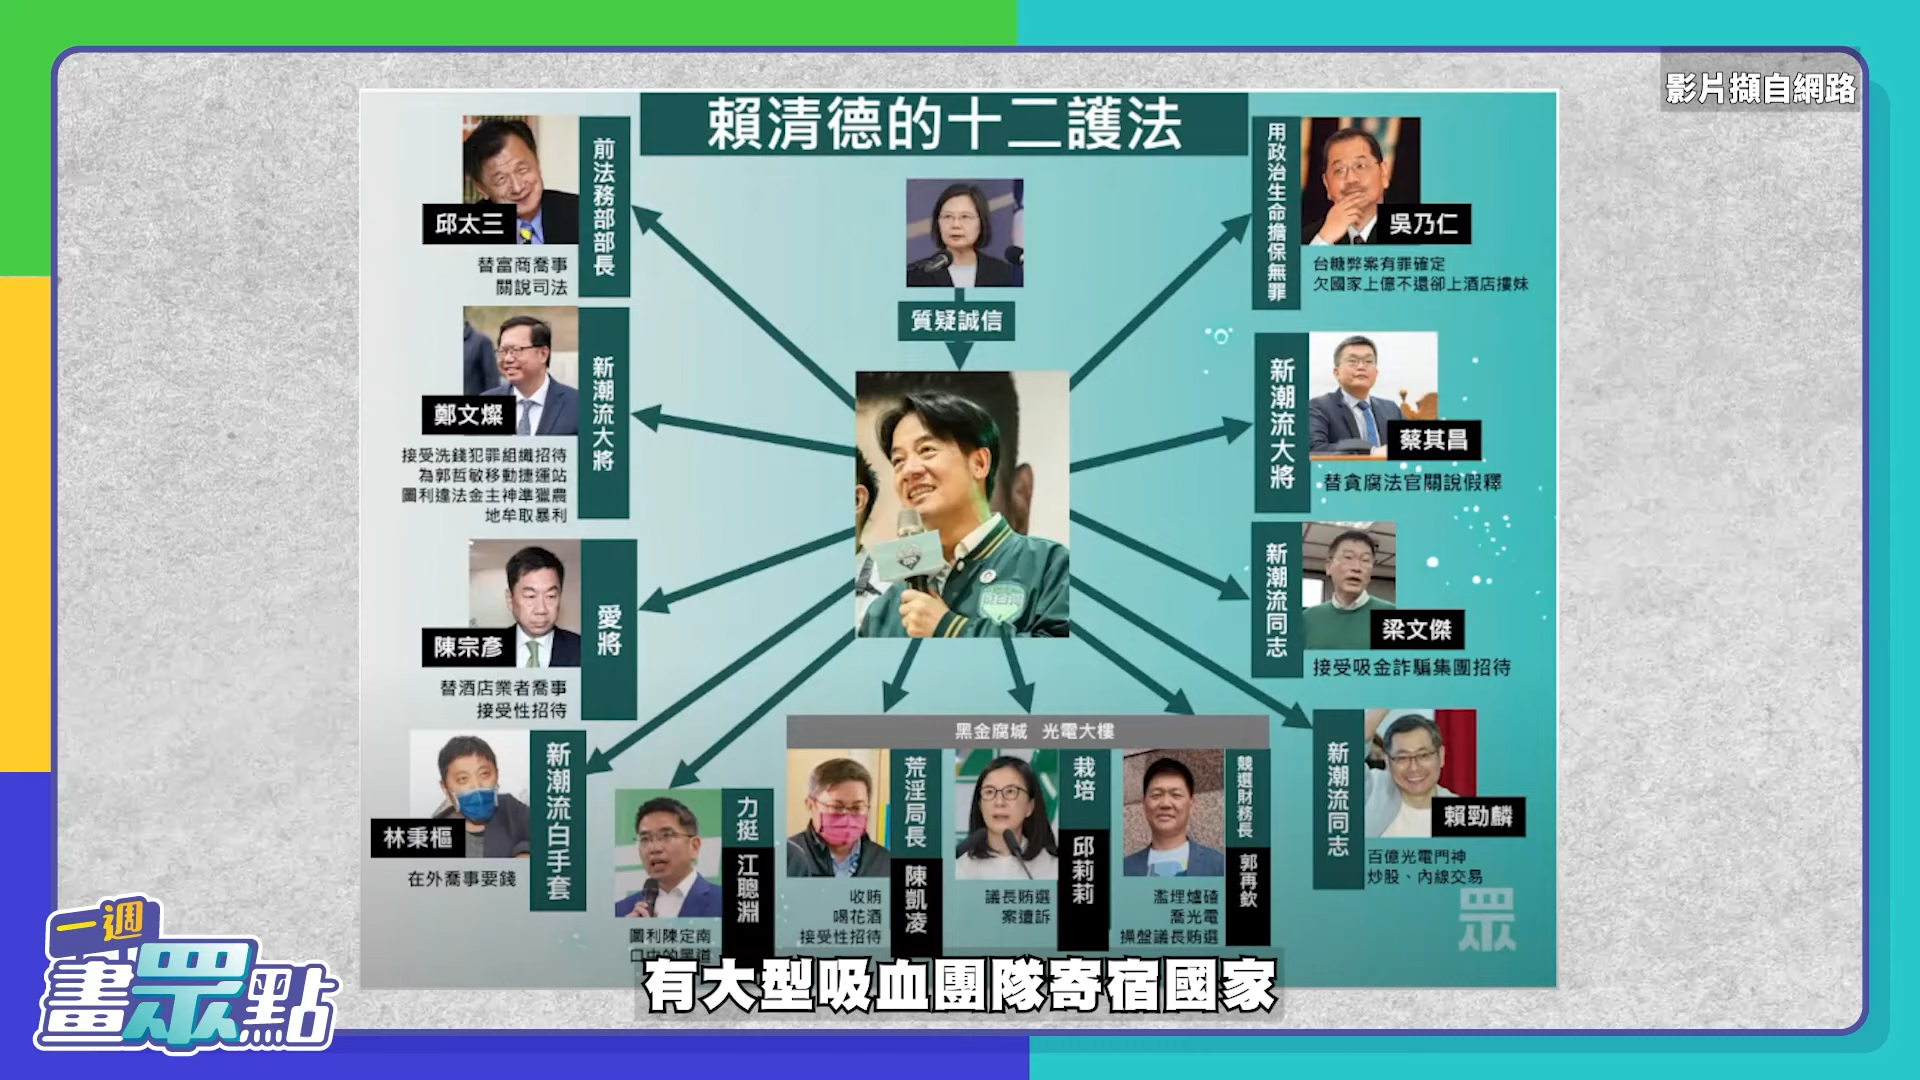 影片擷自網路
賴清德的十二護法
質疑誠信
前法務部部長
邱太三
替富商喬事
關說司法
新潮流大將
鄭文燦
接受洗錢犯罪組織招待
為郭哲敏移動捷運站
圖利違法金主神準獵農
地牟取暴利
愛將
陳宗彥
替酒店業者喬事
接受性招待
新潮流白手套
林秉樞
在外喬事要錢
力挺
江聰淵
圖利陳定南
口中的黑道
黑金腐城 光電大樓
荒淫局長
陳凱凌
收賄
喝花酒
接受性招待
栽培
邱莉莉
議長賄選
案遭訴
競選財務長
郭再欽
濫埋爐碴
喬光電
操盤議長賄選
用政治生命擔保無罪
吳乃仁
台糖弊案有罪確定
欠國家上億不還卻上酒店摟妹
新潮流大將
蔡其昌
替貪腐法官關說假釋
新潮流同志
梁文傑
接受吸金詐騙集團招待
新潮流同志
賴勁麟
百億光電門神
炒股、內線交易
眾
有大型吸血團隊寄宿國家
一週
畫眾點